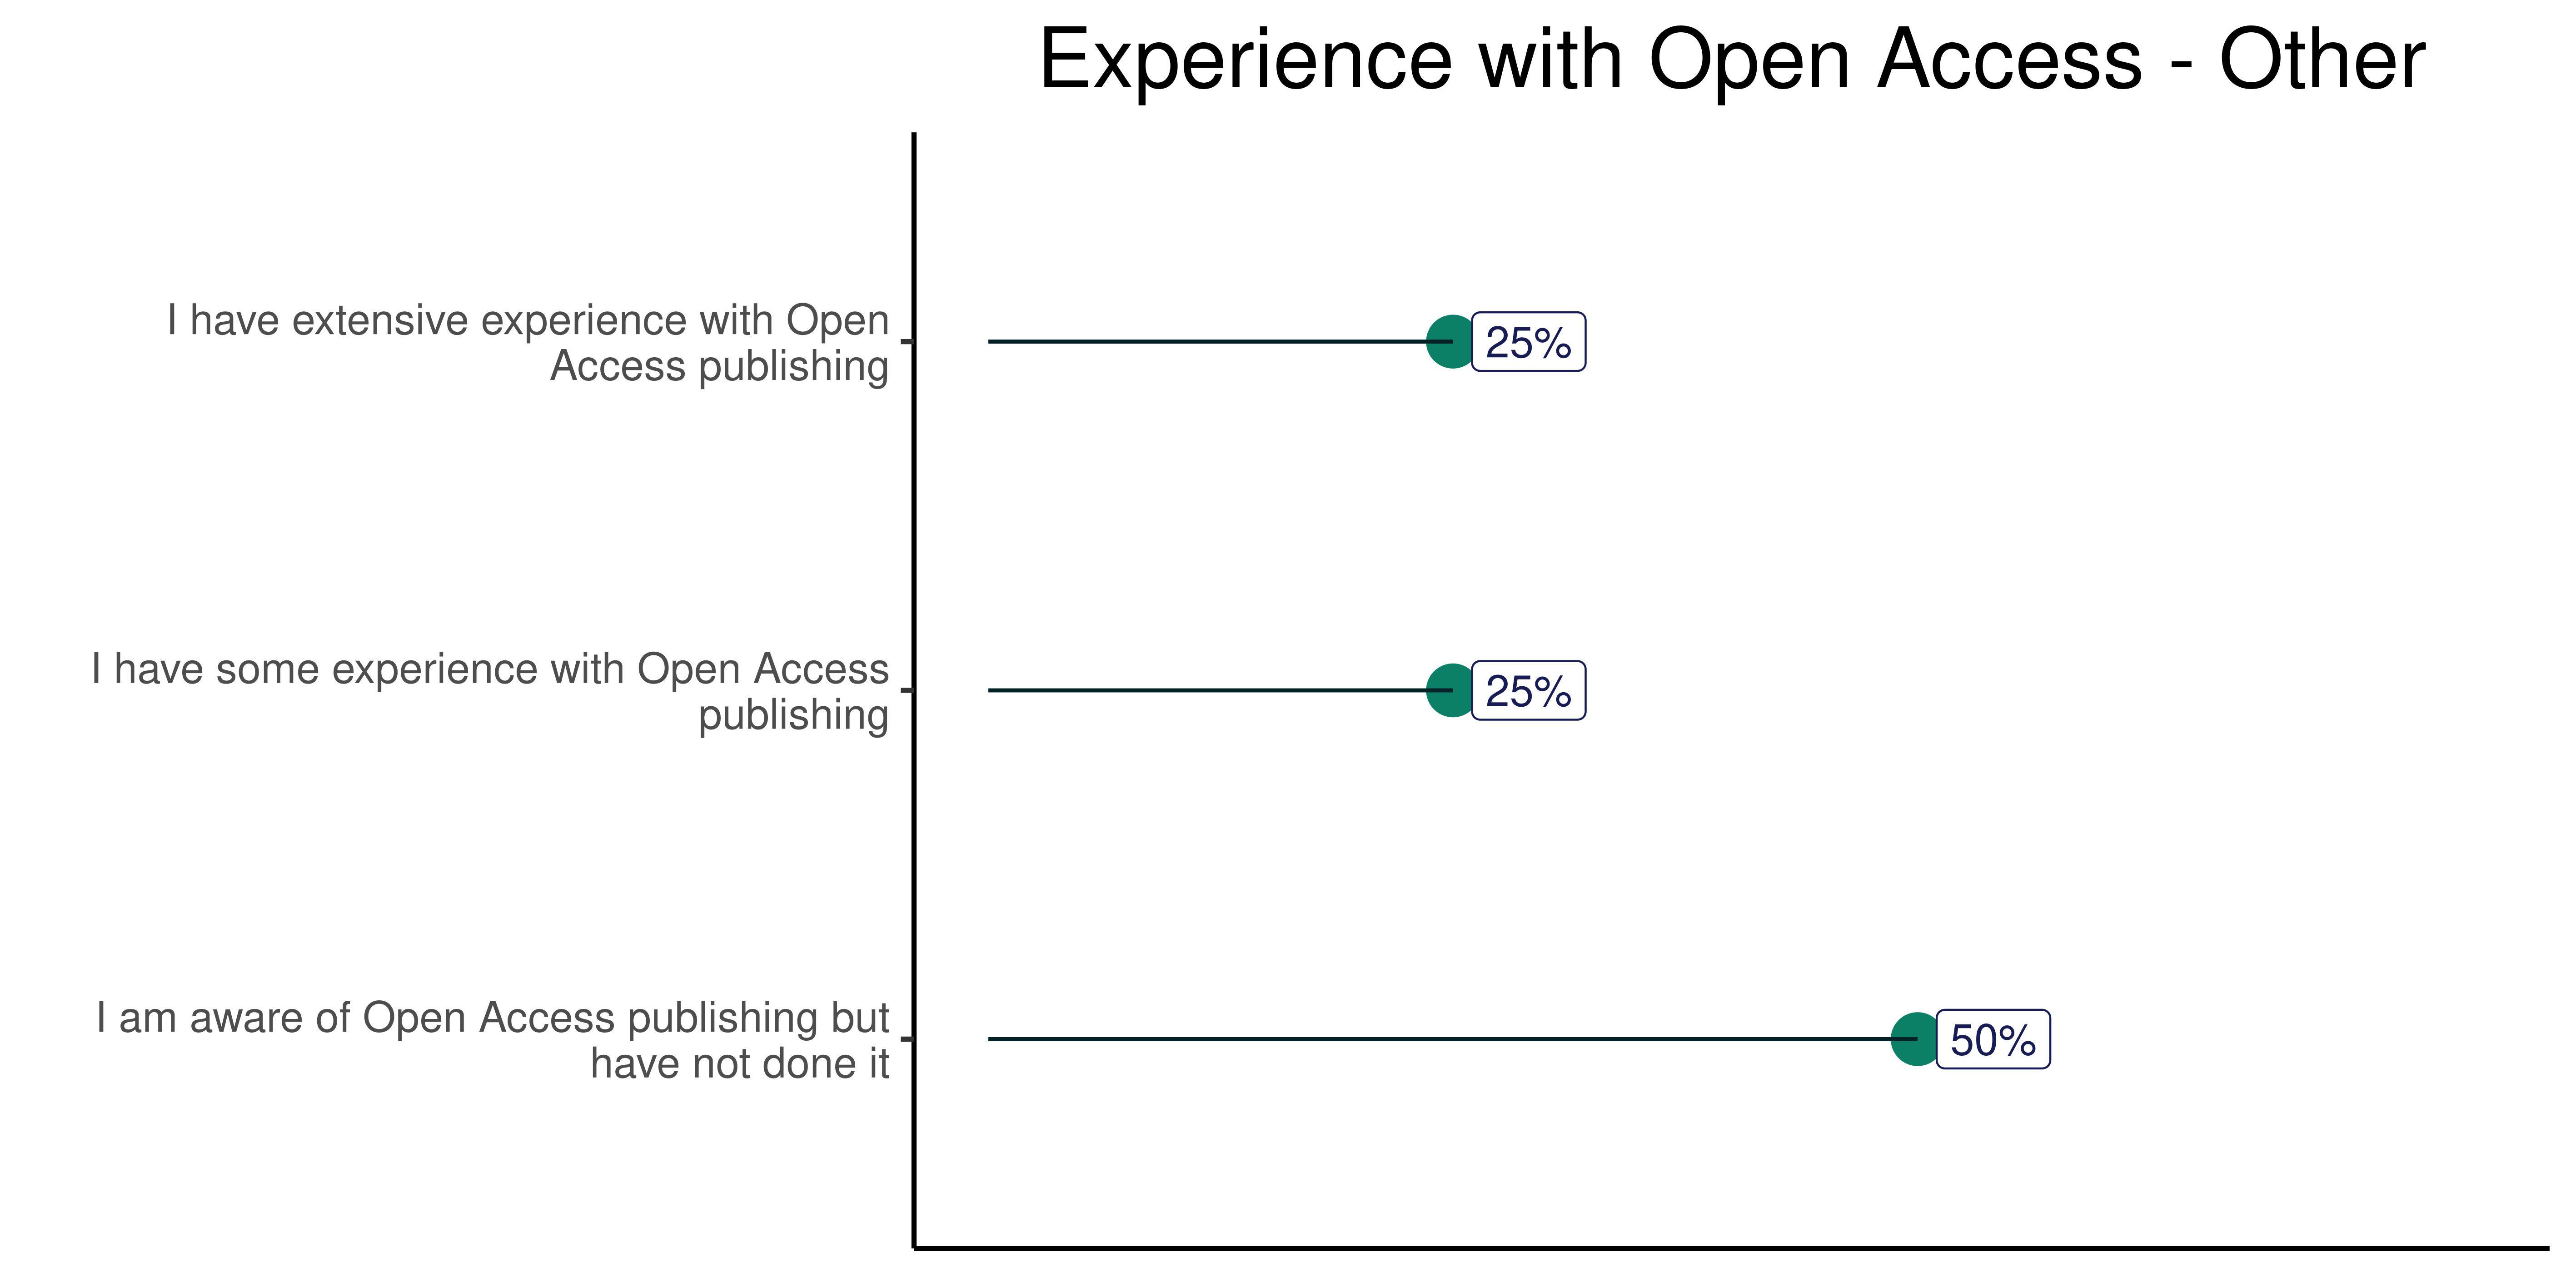 Experience with Open Access - Other
I have extensive experience with Open
Access publishing
25%
I have some experience with Open Access
publishing
25%
I am aware of Open Access publishing but
have not done it
50%